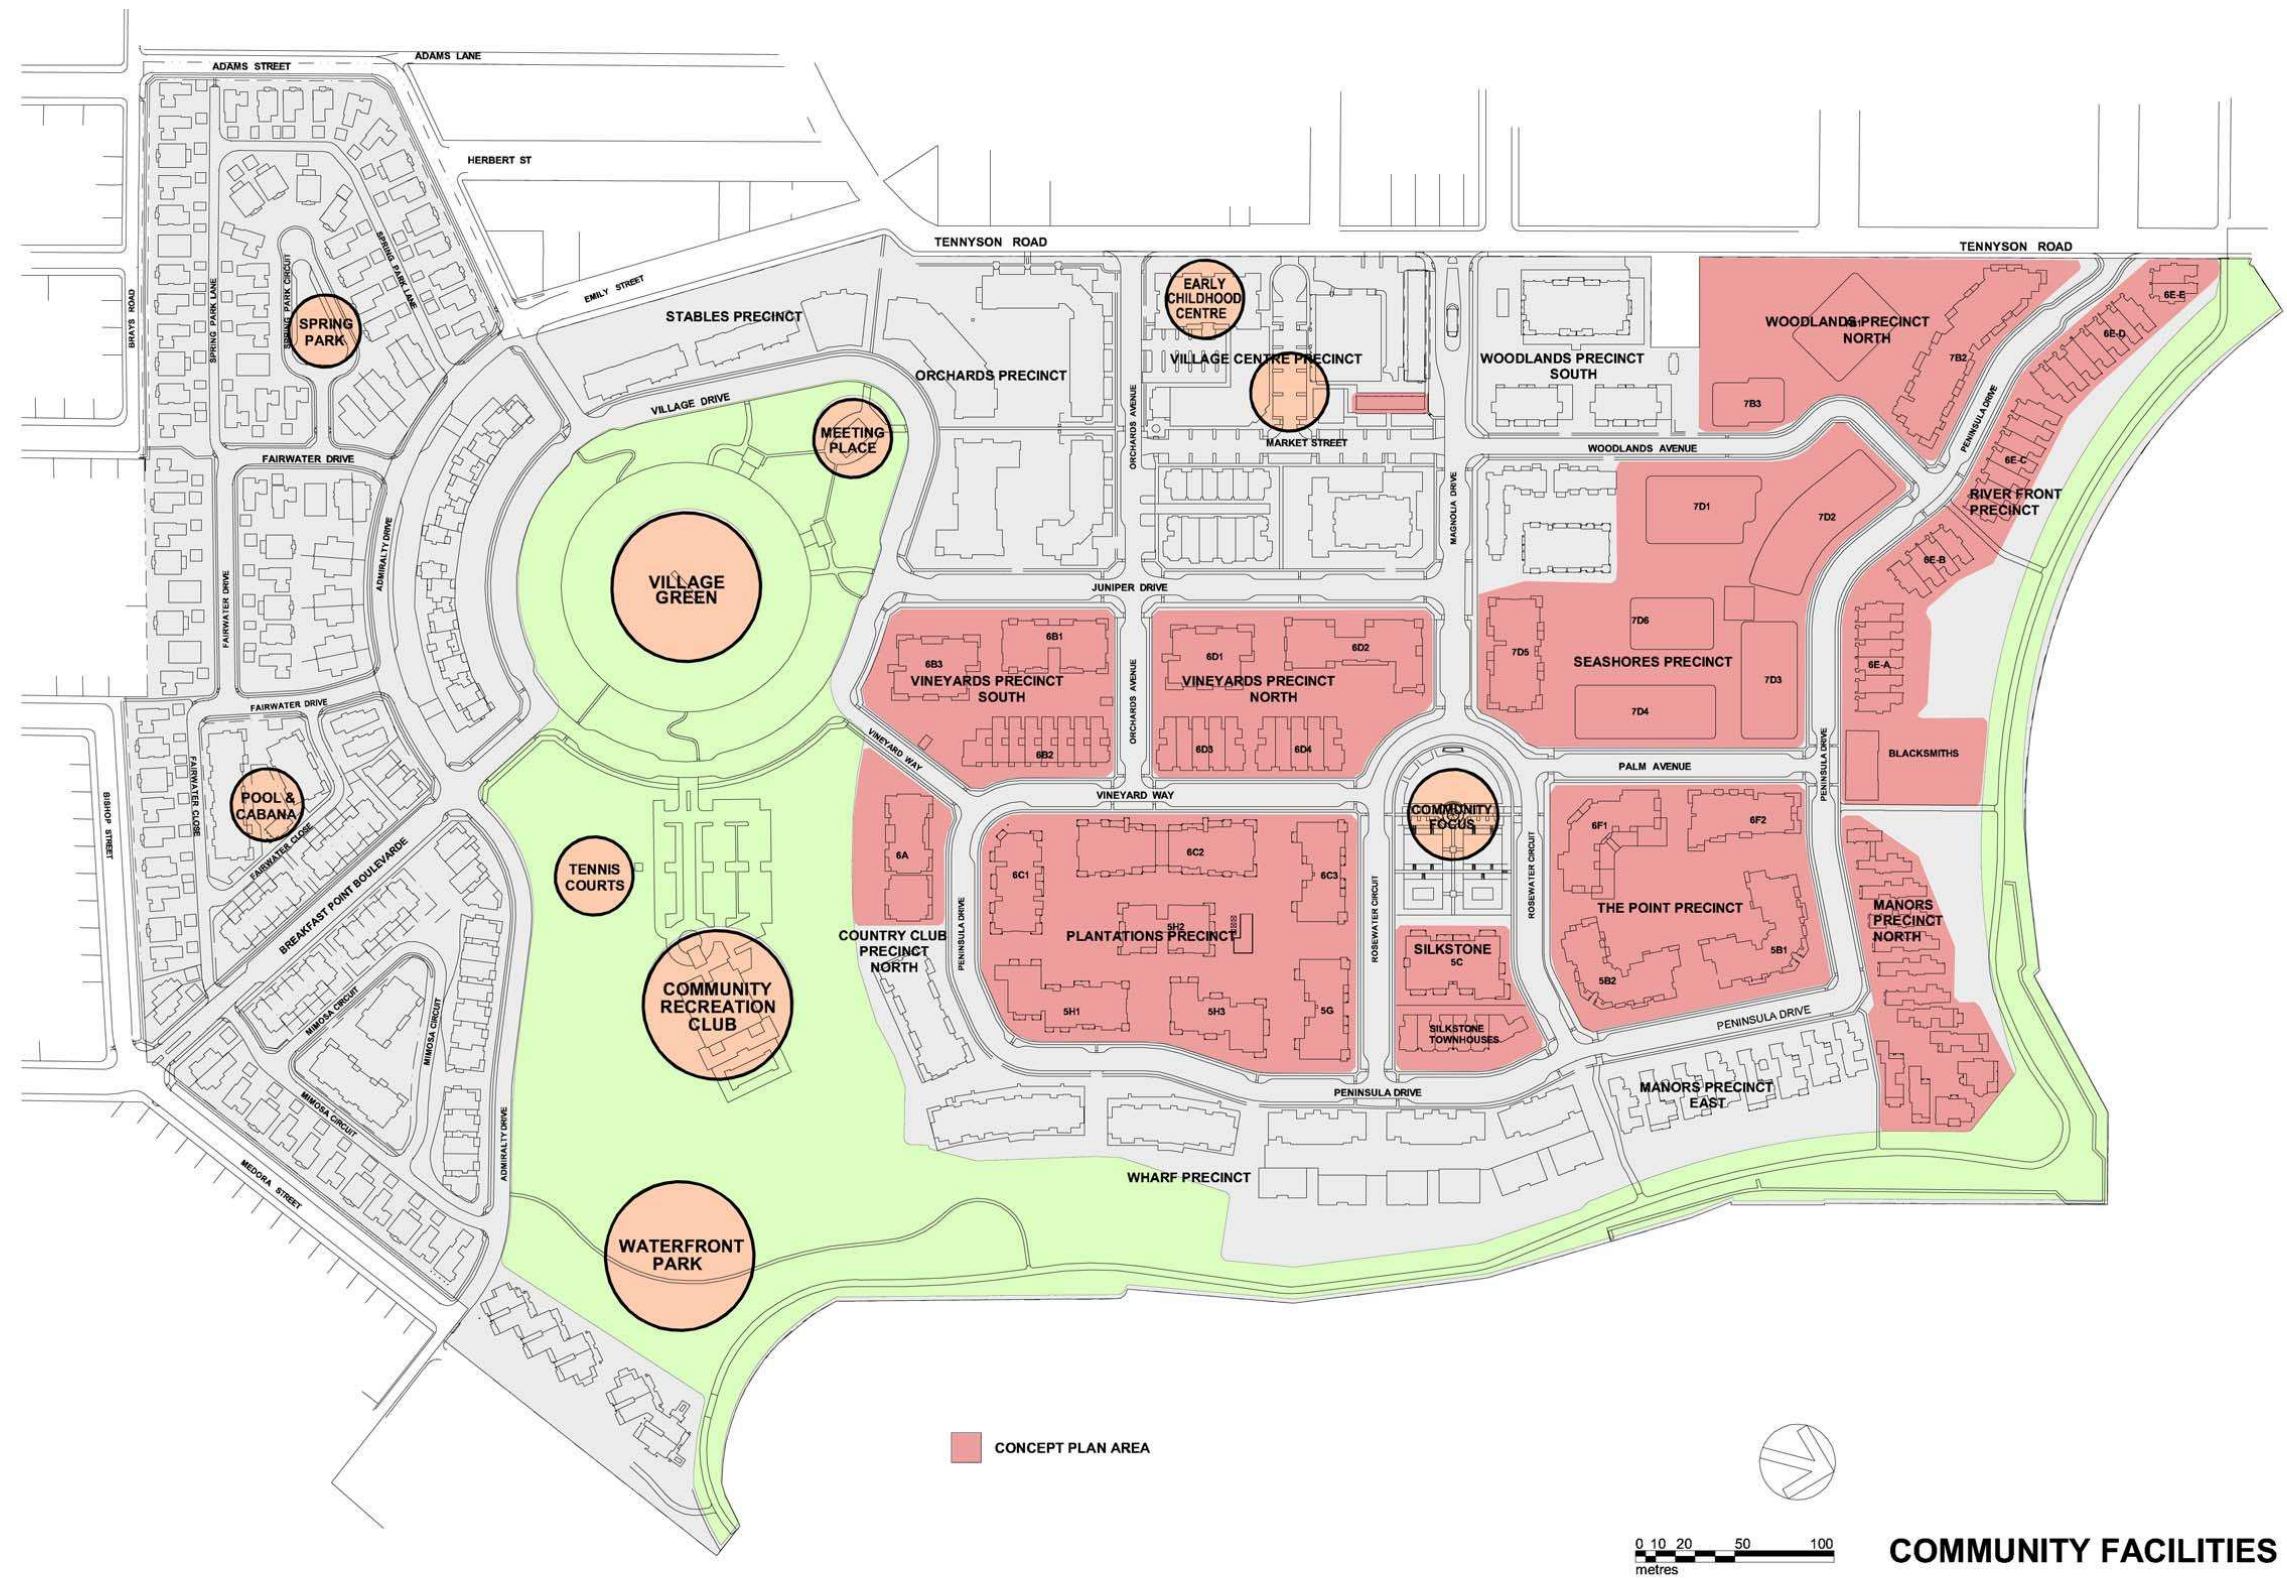 ADAMS LANE
ADAMS STREET
HERBERT ST
TENNYSON ROAD
TENNYSON ROAD
BRAYS ROAD
SPRING PARK LANE
SPRING PARK CIRCUIT
SPRING PARK LANE
SPRING
PARK
EMILY STREET
STABLES PRECINCT
EARLY
CHILDHOOD
CENTRE
VILLAGE CENTRE PRECINCT
ORCHARDS PRECINCT
ORCHARDS AVENUE
WOODLANDS PRECINCT
SOUTH
WOODLANDS PRECINCT
NORTH
7B2
7B3
6E-E
6E-D
6E-C
PENINSULA DRIVE
RIVER FRONT
PRECINCT
6E-B
6E-A
VILLAGE DRIVE
MEETING
PLACE
MARKET STREET
WOODLANDS AVENUE
MAGNOLIA DRIVE
FAIRWATER DRIVE
ADMIRALTY DRIVE
FAIRWATER DRIVE
FAIRWATER DRIVE
VILLAGE
GREEN
JUNIPER DRIVE
7D1
7D2
7D6
7D5
SEASHORES PRECINCT
7D3
7D4
6B1
6B3
VINEYARDS PRECINCT
SOUTH
6B2
ORCHARDS AVENUE
6D1
6D2
VINEYARDS PRECINCT
NORTH
6D3
6D4
VINEYARD WAY
VINEYARD WAY
PALM AVENUE
PENINSULA DRIVE
BLACKSMITHS
BISHOP STREET
FAIRWATER CLOSE
POOL &
CABANA
FAIRWATER CLOSE
BREAKFAST POINT BOULEVARDE
TENNIS
COURTS
COMMUNITY
FOCUS
6A
6C1
6C2
6C3
PENINSULA DRIVE
ROSEWATER CIRCUIT
ROSEWATER CIRCUIT
6F1
6F2
THE POINT PRECINCT
5B1
5B2
MANORS
PRECINCT
NORTH
COUNTRY CLUB
PRECINCT
NORTH
5H2
PLANTATIONS PRECINCT
5H1
5H3
5G
SILKSTONE
5C
SILKSTONE
TOWNHOUSES
COMMUNITY
RECREATION
CLUB
MIMOSA CIRCUIT
MIMOSA CIRCUIT
MIMOSA CIRCUIT
MEDORA STREET
ADMIRALTY DRIVE
PENINSULA DRIVE
PENINSULA DRIVE
MANORS PRECINCT
EAST
WHARF PRECINCT
WATERFRONT
PARK
CONCEPT PLAN AREA
0 10 20 50 100
metres
COMMUNITY FACILITIES